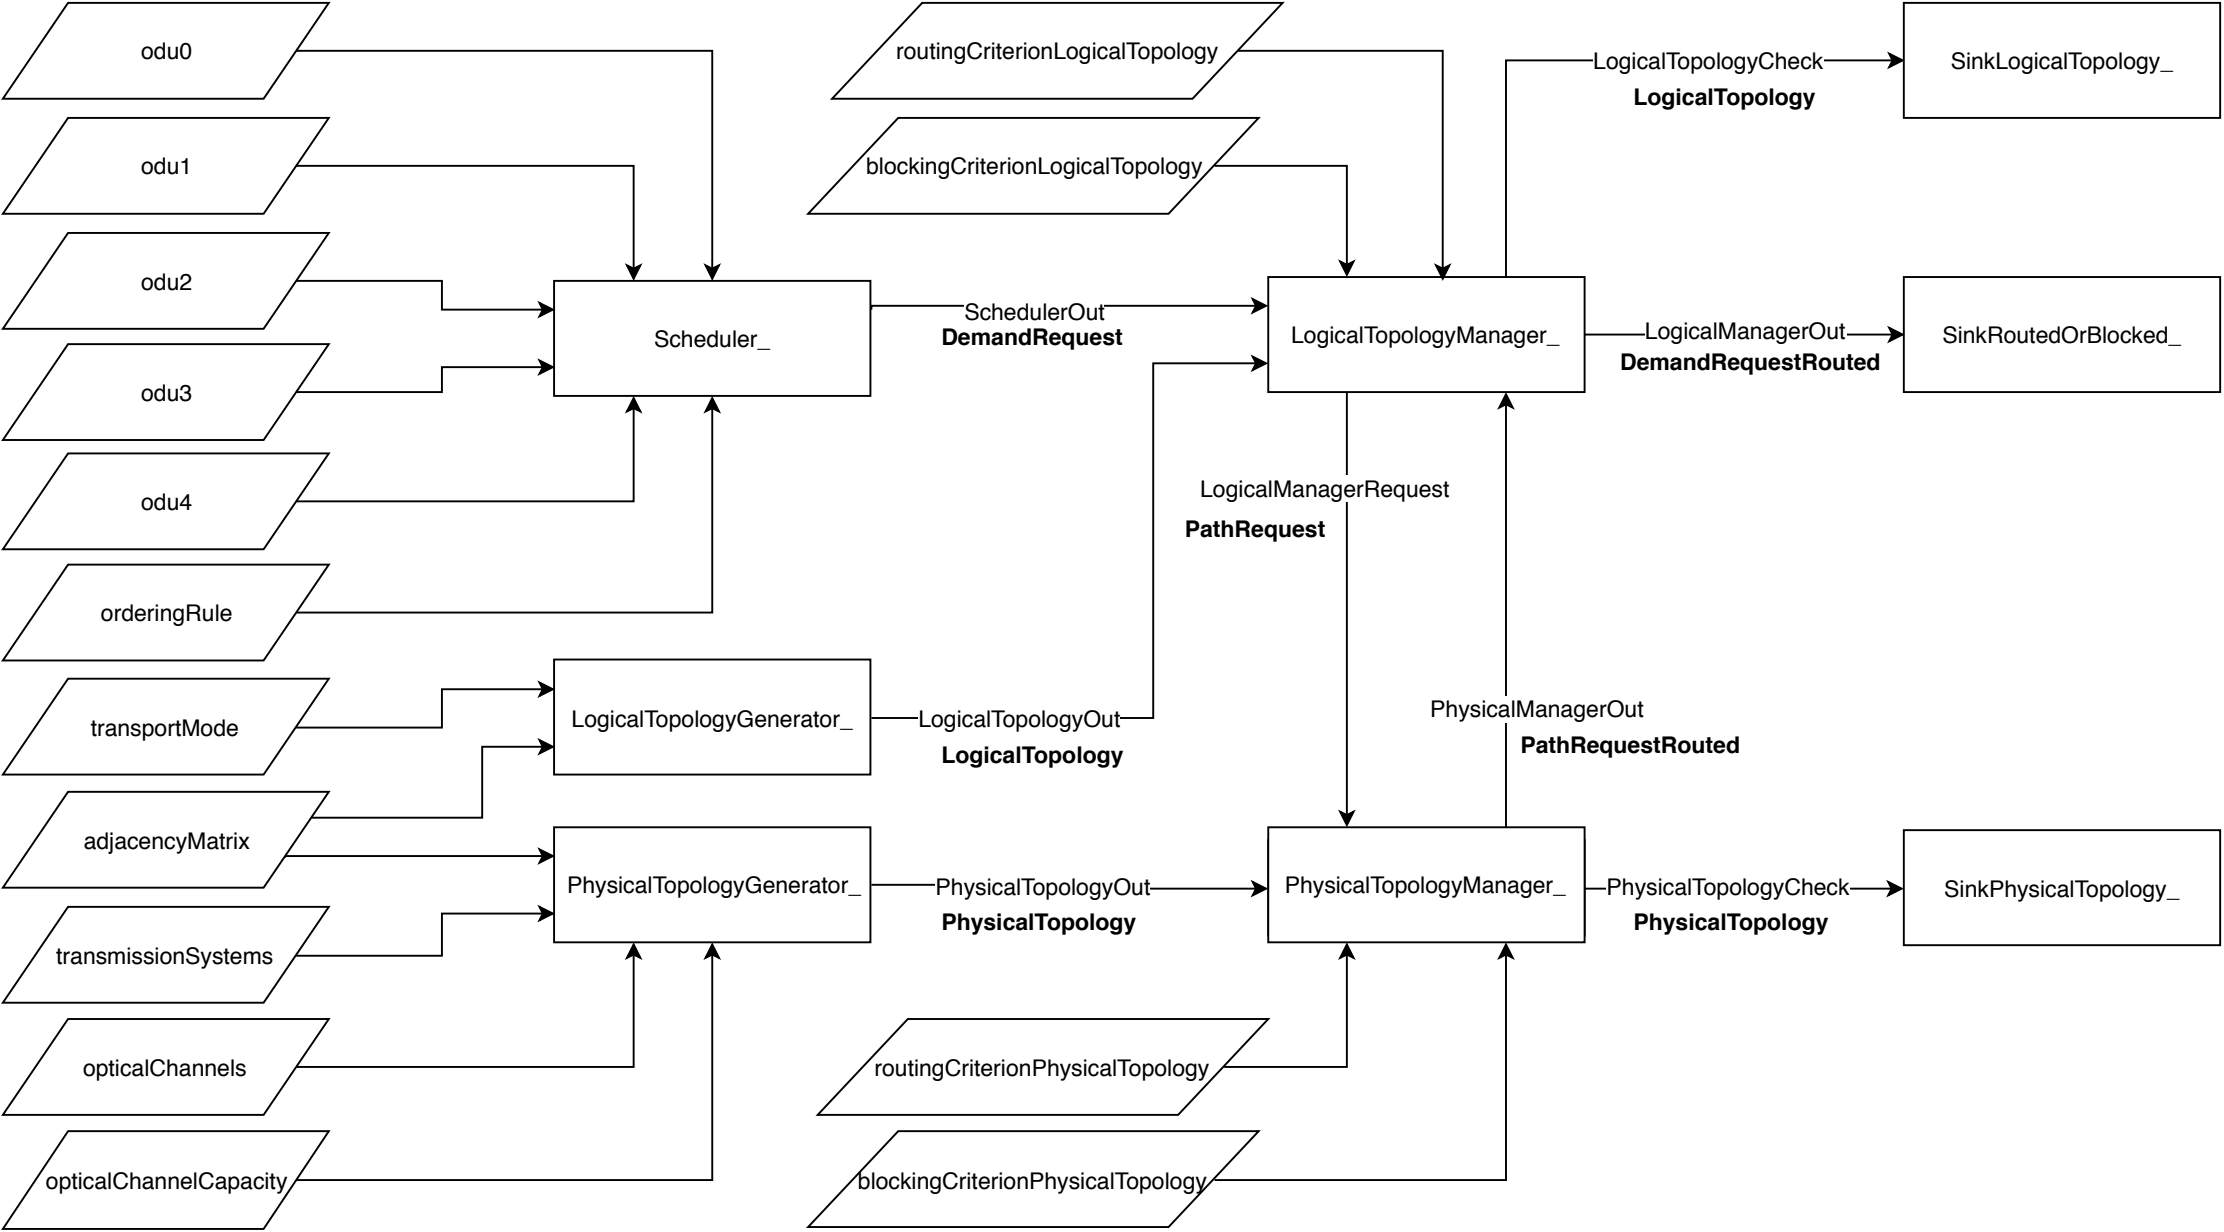 odu0
odu1
odu2
odu3
odu4
orderingRule
transportMode
adjacencyMatrix
transmissionSystems
opticalChannels
opticalChannelCapacity
Scheduler_
LogicalTopologyGenerator_
PhysicalTopologyGenerator_
routingCriterionLogicalTopology
blockingCriterionLogicalTopology
SchedulerOut
DemandRequest
LogicalTopologyOut
LogicalTopology
PhysicalTopologyOut
PhysicalTopology
routingCriterionPhysicalTopology
blockingCriterionPhysicalTopology
LogicalTopologyManager_
LogicalManagerRequest
PathRequest
PhysicalManagerOut
PathRequestRouted
PhysicalTopologyManager_
LogicalTopologyCheck
LogicalTopology
LogicalManagerOut
DemandRequestRouted
PhysicalTopologyCheck
PhysicalTopology
SinkLogicalTopology_
SinkRoutedOrBlocked_
SinkPhysicalTopology_